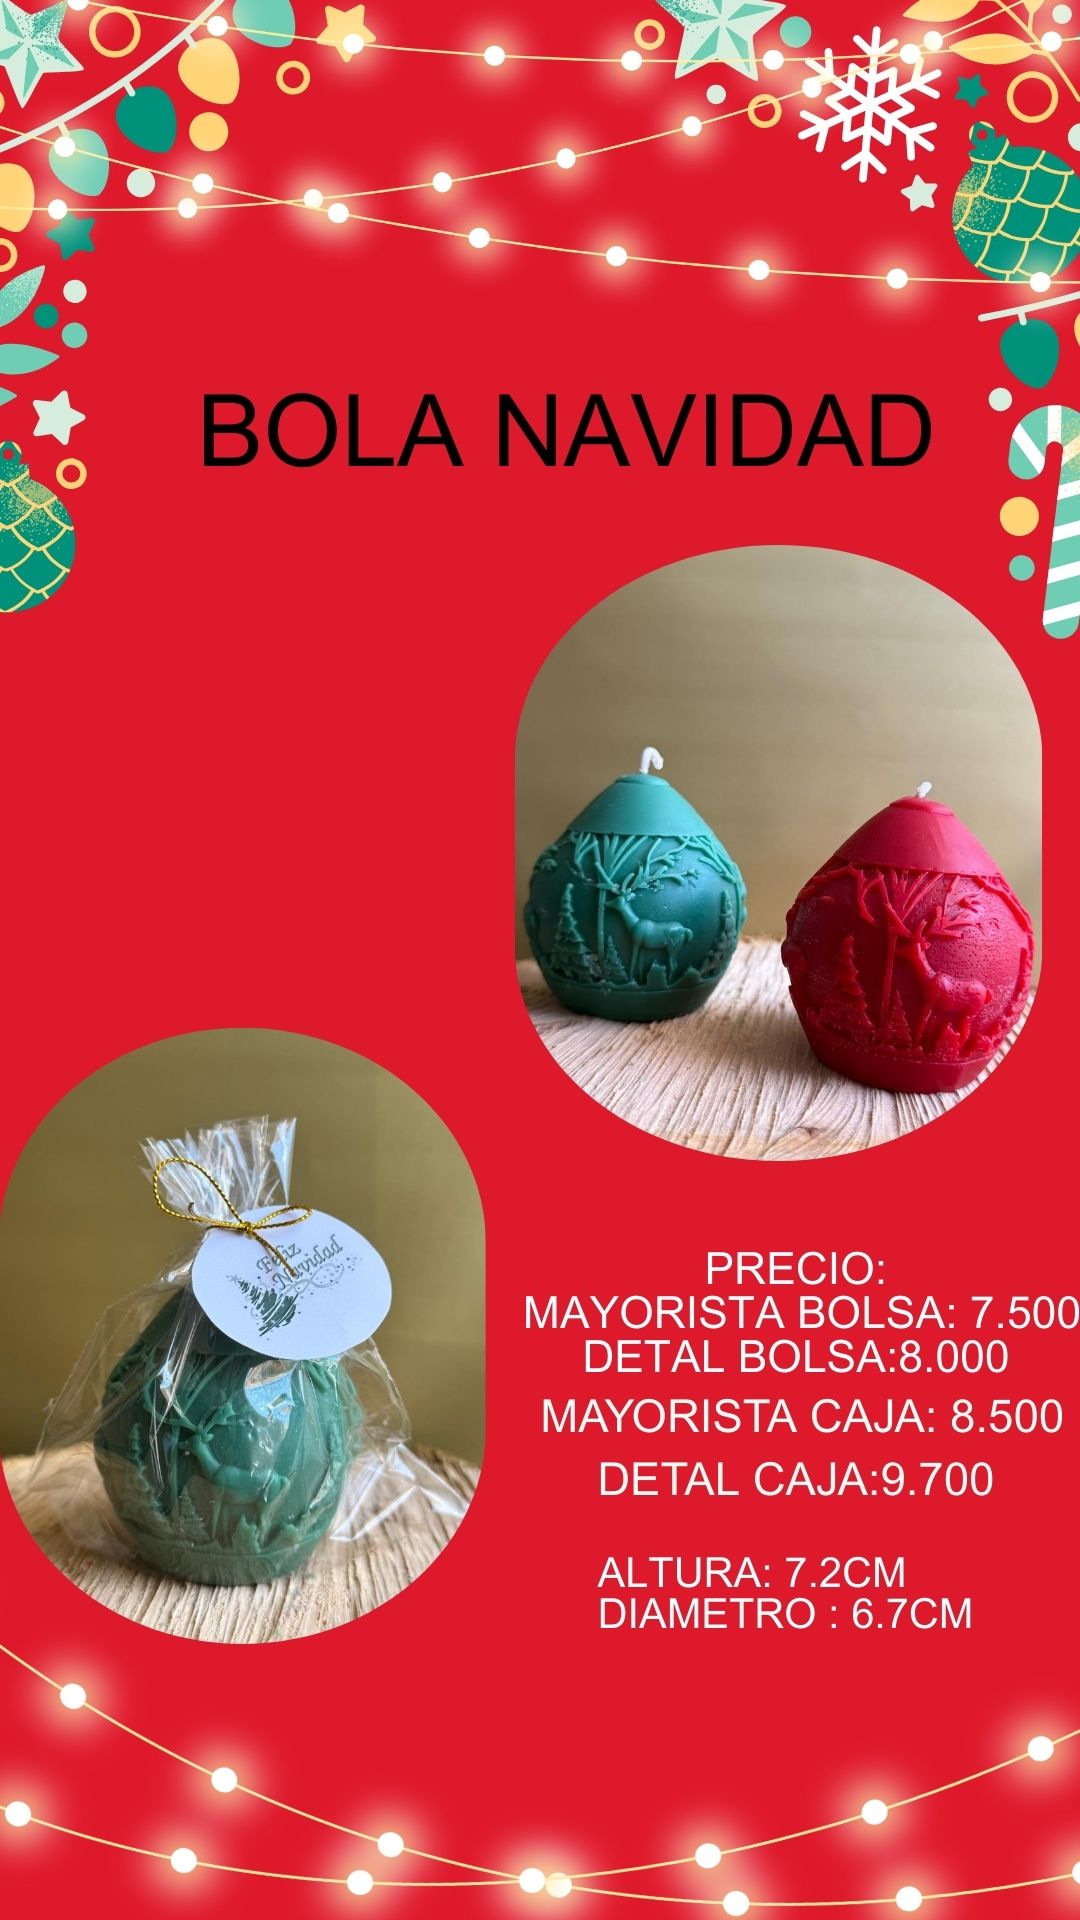 BOLA NAVIDAD
Feliz
Navidad
PRECIO:
MAYORISTA BOLSA: 7.500
DETAL BOLSA:8.000
MAYORISTA CAJA: 8.500
DETAL CAJA:9.700
ALTURA: 7.2CM
DIAMETRO : 6.7CM